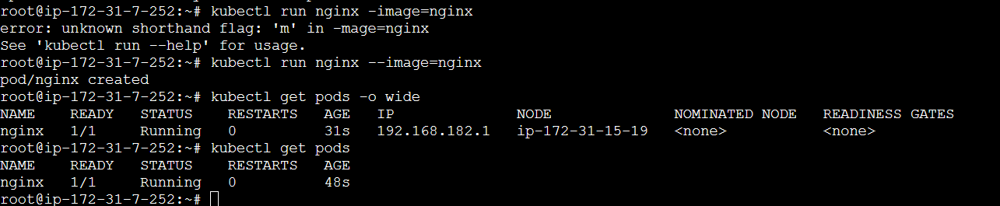 root@ip-172-31-7-252:~# kubectl run nginx -image=nginx
error: unknown shorthand flag: 'm' in -mage=nginx
See 'kubectl run --help' for usage.
root@ip-172-31-7-252:~# kubectl run nginx --image=nginx
pod/nginx created
root@ip-172-31-7-252:~# kubectl get pods -o wide
NAME    READY   STATUS    RESTARTS   AGE   IP              NODE              NOMINATED NODE   READINESS GATES
nginx   1/1     Running   0          31s   192.168.182.1   ip-172-31-15-19   <none>           <none>
root@ip-172-31-7-252:~# kubectl get pods
NAME    READY   STATUS    RESTARTS   AGE
nginx   1/1     Running   0          48s
root@ip-172-31-7-252:~#